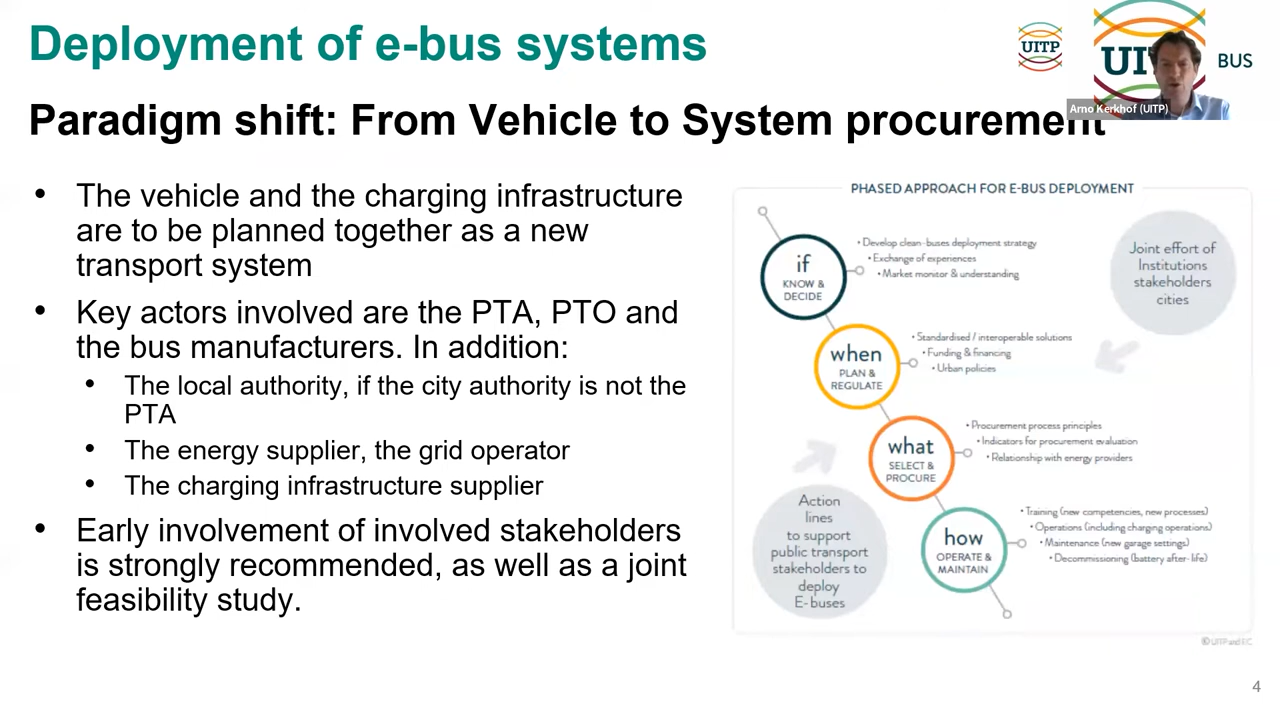 Deployment of e-bus systems
UITP
BUS
Arno Kerkhof (UITP)
Paradigm shift: From Vehicle to System procurement
• The vehicle and the charging infrastructure
are to be planned together as a new
transport system
• Key actors involved are the PTA, PTO and
the bus manufacturers. In addition:
• The local authority, if the city authority is not the
PTA
• The energy supplier, the grid operator
• The charging infrastructure supplier
• Early involvement of involved stakeholders
is strongly recommended, as well as a joint
feasibility study.
PHASED APPROACH FOR E-BUS DEPLOYMENT
if
KNOW &
DECIDE
• Develop clean-buses deployment strategy
• Exchange of experiences
• Market monitor & understanding
Joint effort of
Institutions
stakeholders
cities
when
PLAN &
REGULATE
• Standardised / interoperable solutions
• Funding & financing
• Urban policies
what
SELECT &
PROCURE
• Procurement process principles
• Indicators for procurement evaluation
• Relationship with energy providers
Action
lines
to support
public transport
stakeholders to
deploy
E-buses
how
OPERATE &
MAINTAIN
• Training (new competencies, new processes)
• Operations (including charging operations)
• Maintenance (new garage settings)
• Decommissioning (battery after-life)
© UITP and
4